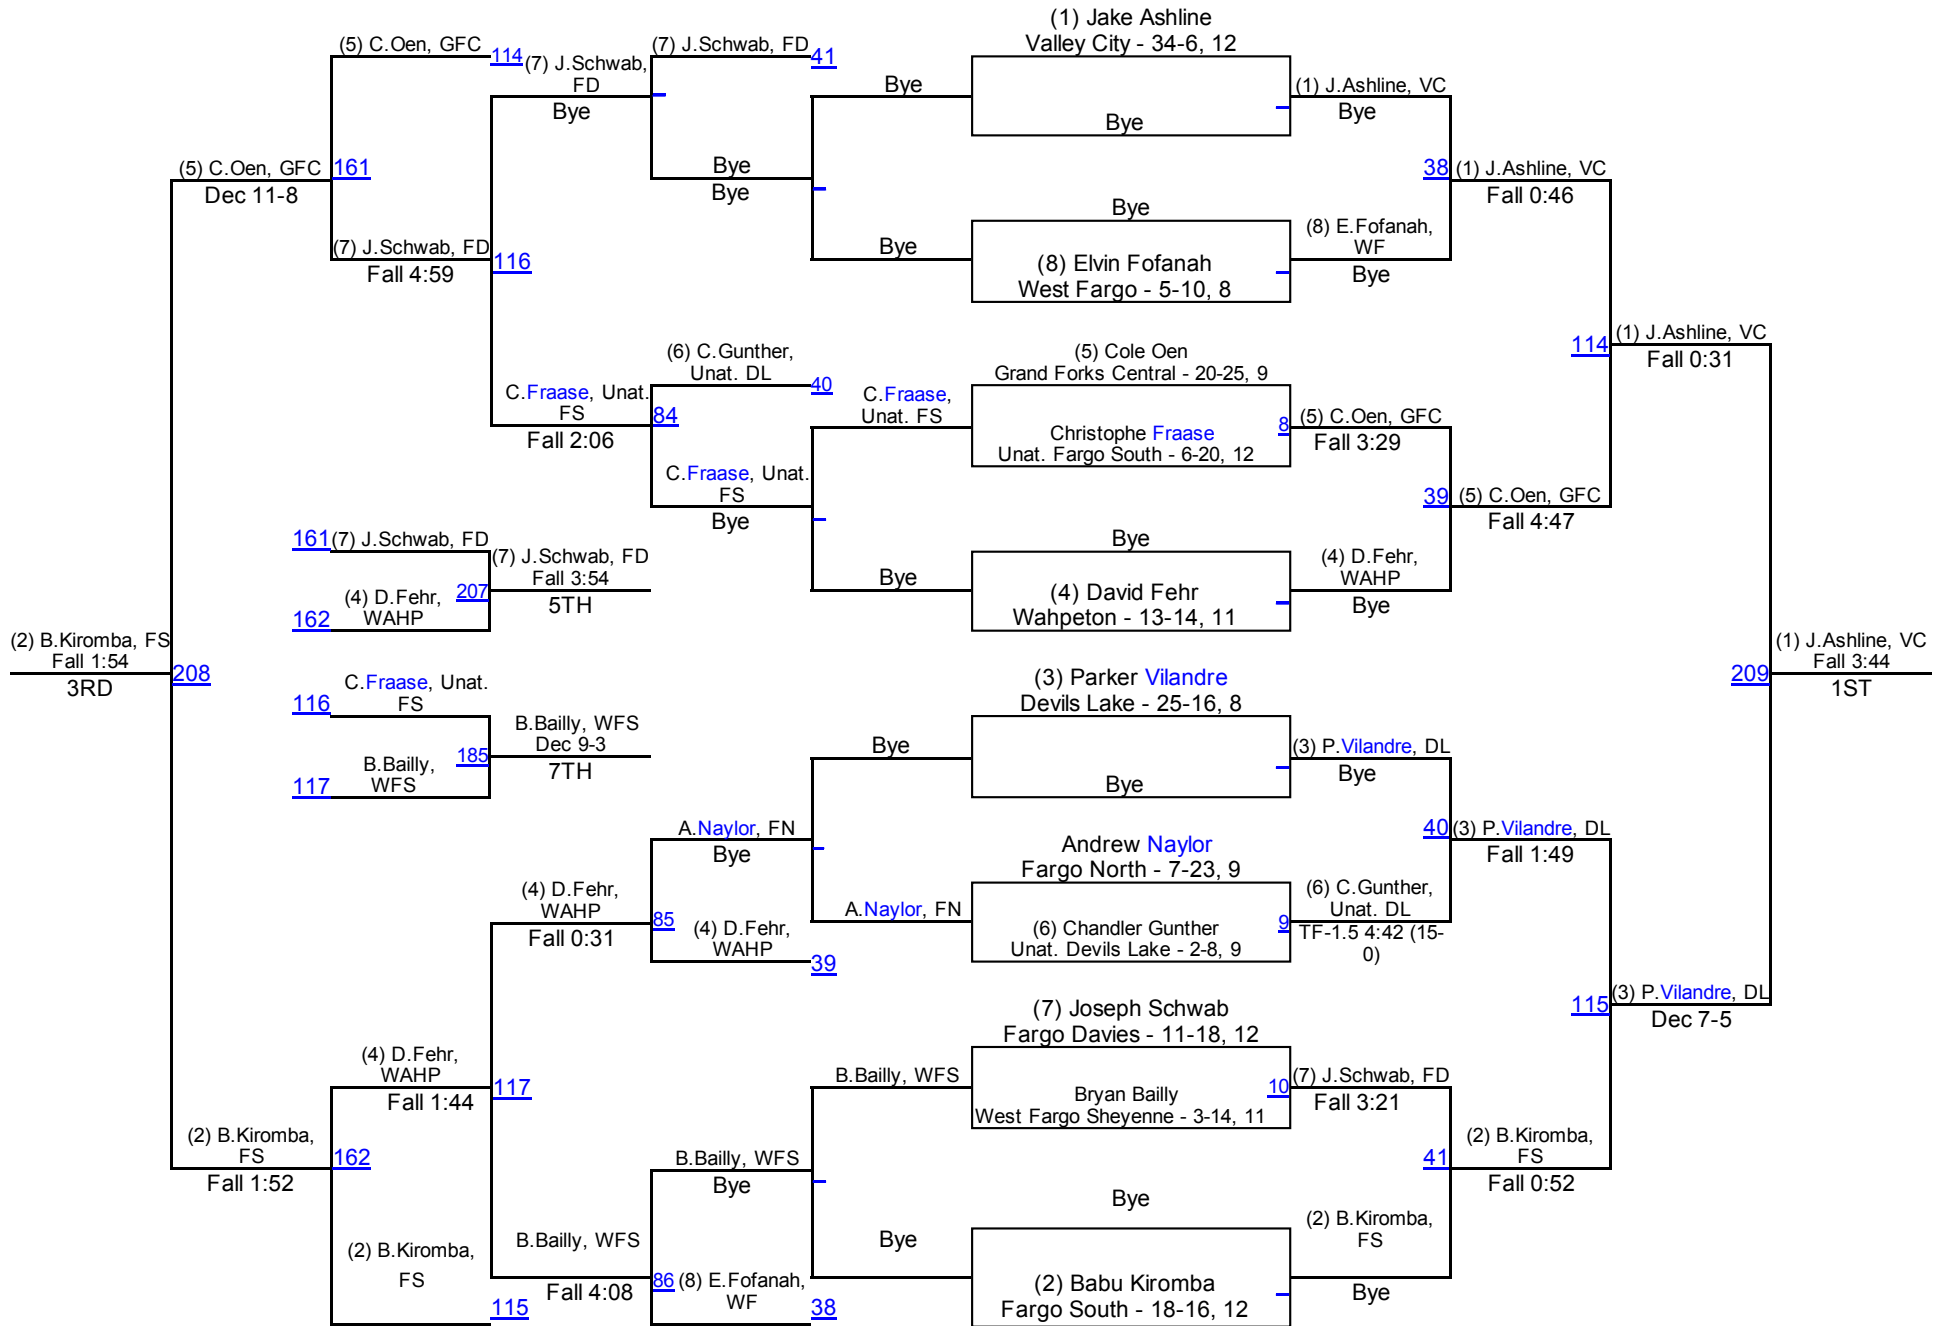 (1) Jake Ashline
Valley City - 34-6, 12
Bye
Bye
(8) Elvin Fofanah
West Fargo - 5-10, 8
(5) Cole Oen
Grand Forks Central - 20-25, 9
Christophe Fraase
Unat. Fargo South - 6-20, 12
8
Bye
(4) David Fehr
Wahpeton - 13-14, 11
(3) Parker Vilandre
Devils Lake - 25-16, 8
Bye
Andrew Naylor
Fargo North - 7-23, 9
(6) Chandler Gunther
Unat. Devils Lake - 2-8, 9
9
(7) Joseph Schwab
Fargo Davies - 11-18, 12
Bryan Bailly
West Fargo Sheyenne - 3-14, 11
10
Bye
(2) Babu Kiromba
Fargo South - 18-16, 12
(1) J.Ashline, VC
Bye
(8) E.Fofanah,
WF
Bye
(5) C.Oen, GFC
Fall 3:29
(4) D.Fehr,
WAHP
Bye
(3) P.Vilandre, DL
Bye
(6) C.Gunther,
Unat. DL
TF-1.5 4:42 (15-
0)
(7) J.Schwab, FD
Fall 3:21
(2) B.Kiromba,
FS
Bye
38
(1) J.Ashline, VC
Fall 0:46
39
(5) C.Oen, GFC
Fall 4:47
40
(3) P.Vilandre, DL
Fall 1:49
41
(2) B.Kiromba,
FS
Fall 0:52
114
(1) J.Ashline, VC
Fall 0:31
115
(3) P.Vilandre, DL
Dec 7-5
209
(1) J.Ashline, VC
Fall 3:44
1ST
Bye
Bye
C.Fraase,
Unat. FS
Bye
Bye
A.Naylor, FN
B.Bailly, WFS
Bye
(7) J.Schwab, FD
41
Bye
Bye
(6) C.Gunther,
Unat. DL
40
C.Fraase, Unat.
FS
Bye
A.Naylor, FN
Bye
(4) D.Fehr,
WAHP
39
B.Bailly, WFS
Bye
(8) E.Fofanah,
WF
38
(7) J.Schwab,
FD
Bye
C.Fraase, Unat.
FS
84
Fall 2:06
(4) D.Fehr,
WAHP
85
Fall 0:31
B.Bailly, WFS
86
Fall 4:08
(5) C.Oen, GFC
114
(7) J.Schwab, FD
116
Fall 4:59
(4) D.Fehr,
WAHP
117
Fall 1:44
(2) B.Kiromba,
FS
115
(5) C.Oen, GFC
161
Dec 11-8
(2) B.Kiromba,
FS
162
Fall 1:52
(2) B.Kiromba, FS
Fall 1:54
208
3RD
161
(7) J.Schwab, FD
(4) D.Fehr,
WAHP
162
207
(7) J.Schwab, FD
Fall 3:54
5TH
C.Fraase, Unat.
FS
116
B.Bailly,
WFS
117
185
B.Bailly, WFS
Dec 9-3
7TH